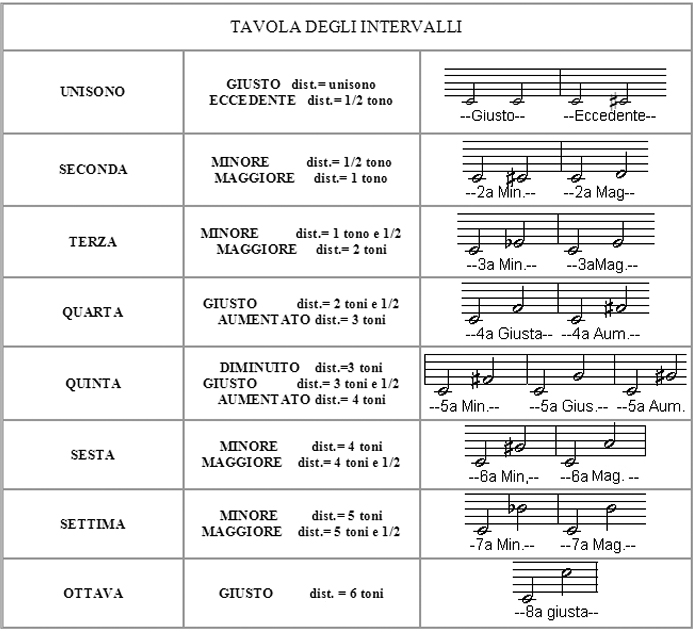 TAVOLA DEGLI INTERVALLI
UNISONO
GIUSTO dist.= unisono
ECCEDENTE dist.= 1/2 tono
--Giusto-- --Eccedente--
SECONDA
MINORE dist.= 1/2 tono
MAGGIORE dist.= 1 tono
--2a Min.-- --2a Mag--
TERZA
MINORE dist.= 1 tono e 1/2
MAGGIORE dist.= 2 toni
--3a Min.-- --3aMag.--
QUARTA
GIUSTO dist.= 2 toni e 1/2
AUMENTATO dist.= 3 toni
--4a Giusta-- --4a Aum.--
QUINTA
DIMINUITO dist.=3 toni
GIUSTO dist.= 3 toni e 1/2
AUMENTATO dist.= 4 toni
--5a Min.-- --5a Gius.-- --5a Aum.
SESTA
MINORE dist.= 4 toni
MAGGIORE dist.= 4 toni e 1/2
--6a Min,-- --6a Mag. --
SETTIMA
MINORE dist.= 5 toni
MAGGIORE dist.= 5 toni e 1/2
-7a Min.-- --7a Mag.--
OTTAVA
GIUSTO dist. = 6 toni
--8a giusta--